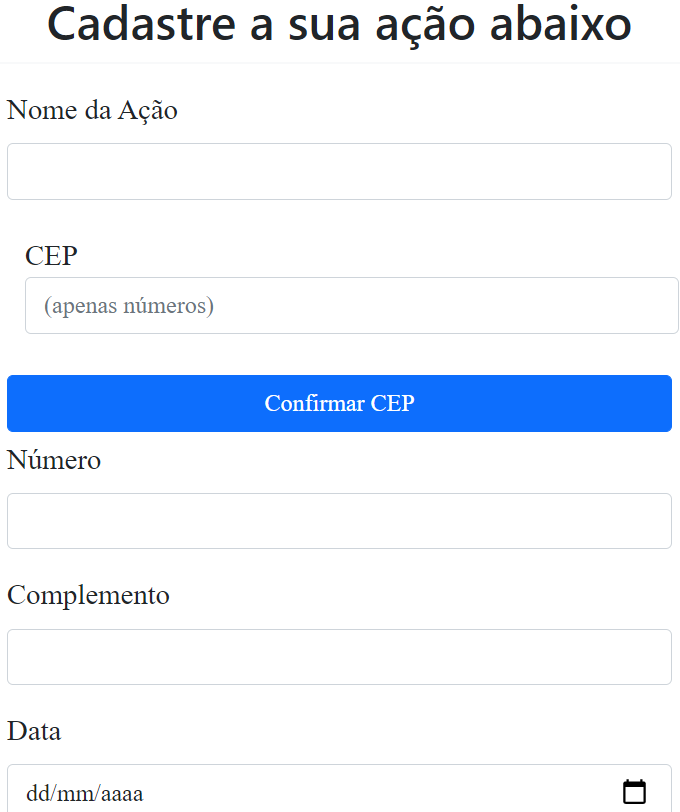 Cadastre a sua ação abaixo
Nome da Ação
CEP
(apenas números)
Confirmar CEP
Número
Complemento
Data
dd/mm/aaaa